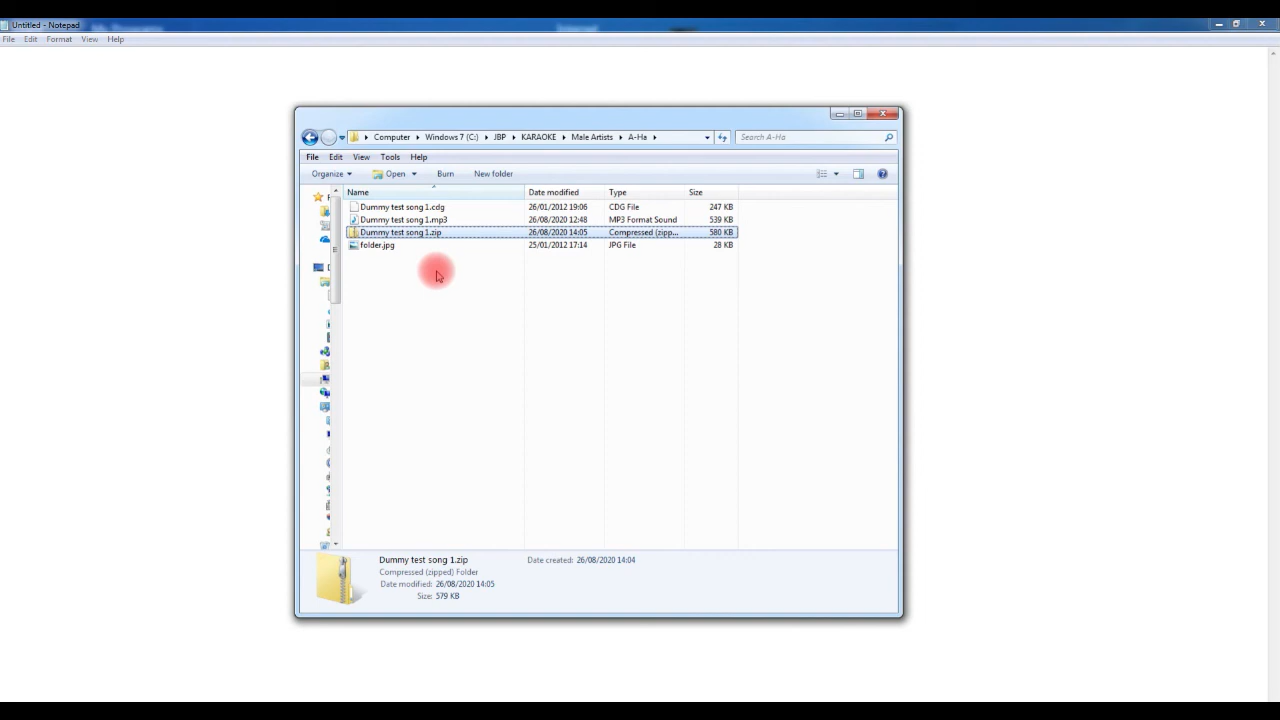 Untitled - Notepad
File Edit Format View Help
Computer Windows 7 (C:) JBP KARAOKE Male Artists A-Ha
Search A-Ha
File Edit View Tools Help
Organize Open Burn New folder
Name Date modified Type Size
Dummy test song 1.cdg 26/01/2012 19:06 CDG File 247 KB
Dummy test song 1.mp3 26/08/2020 12:48 MP3 Format Sound 539 KB
Dummy test song 1.zip 26/08/2020 14:05 Compressed (zipp... 580 KB
folder.jpg 25/01/2012 17:14 JPG File 28 KB
Dummy test song 1.zip Date created: 26/08/2020 14:04
Compressed (zipped) Folder
Date modified: 26/08/2020 14:05
Size: 579 KB